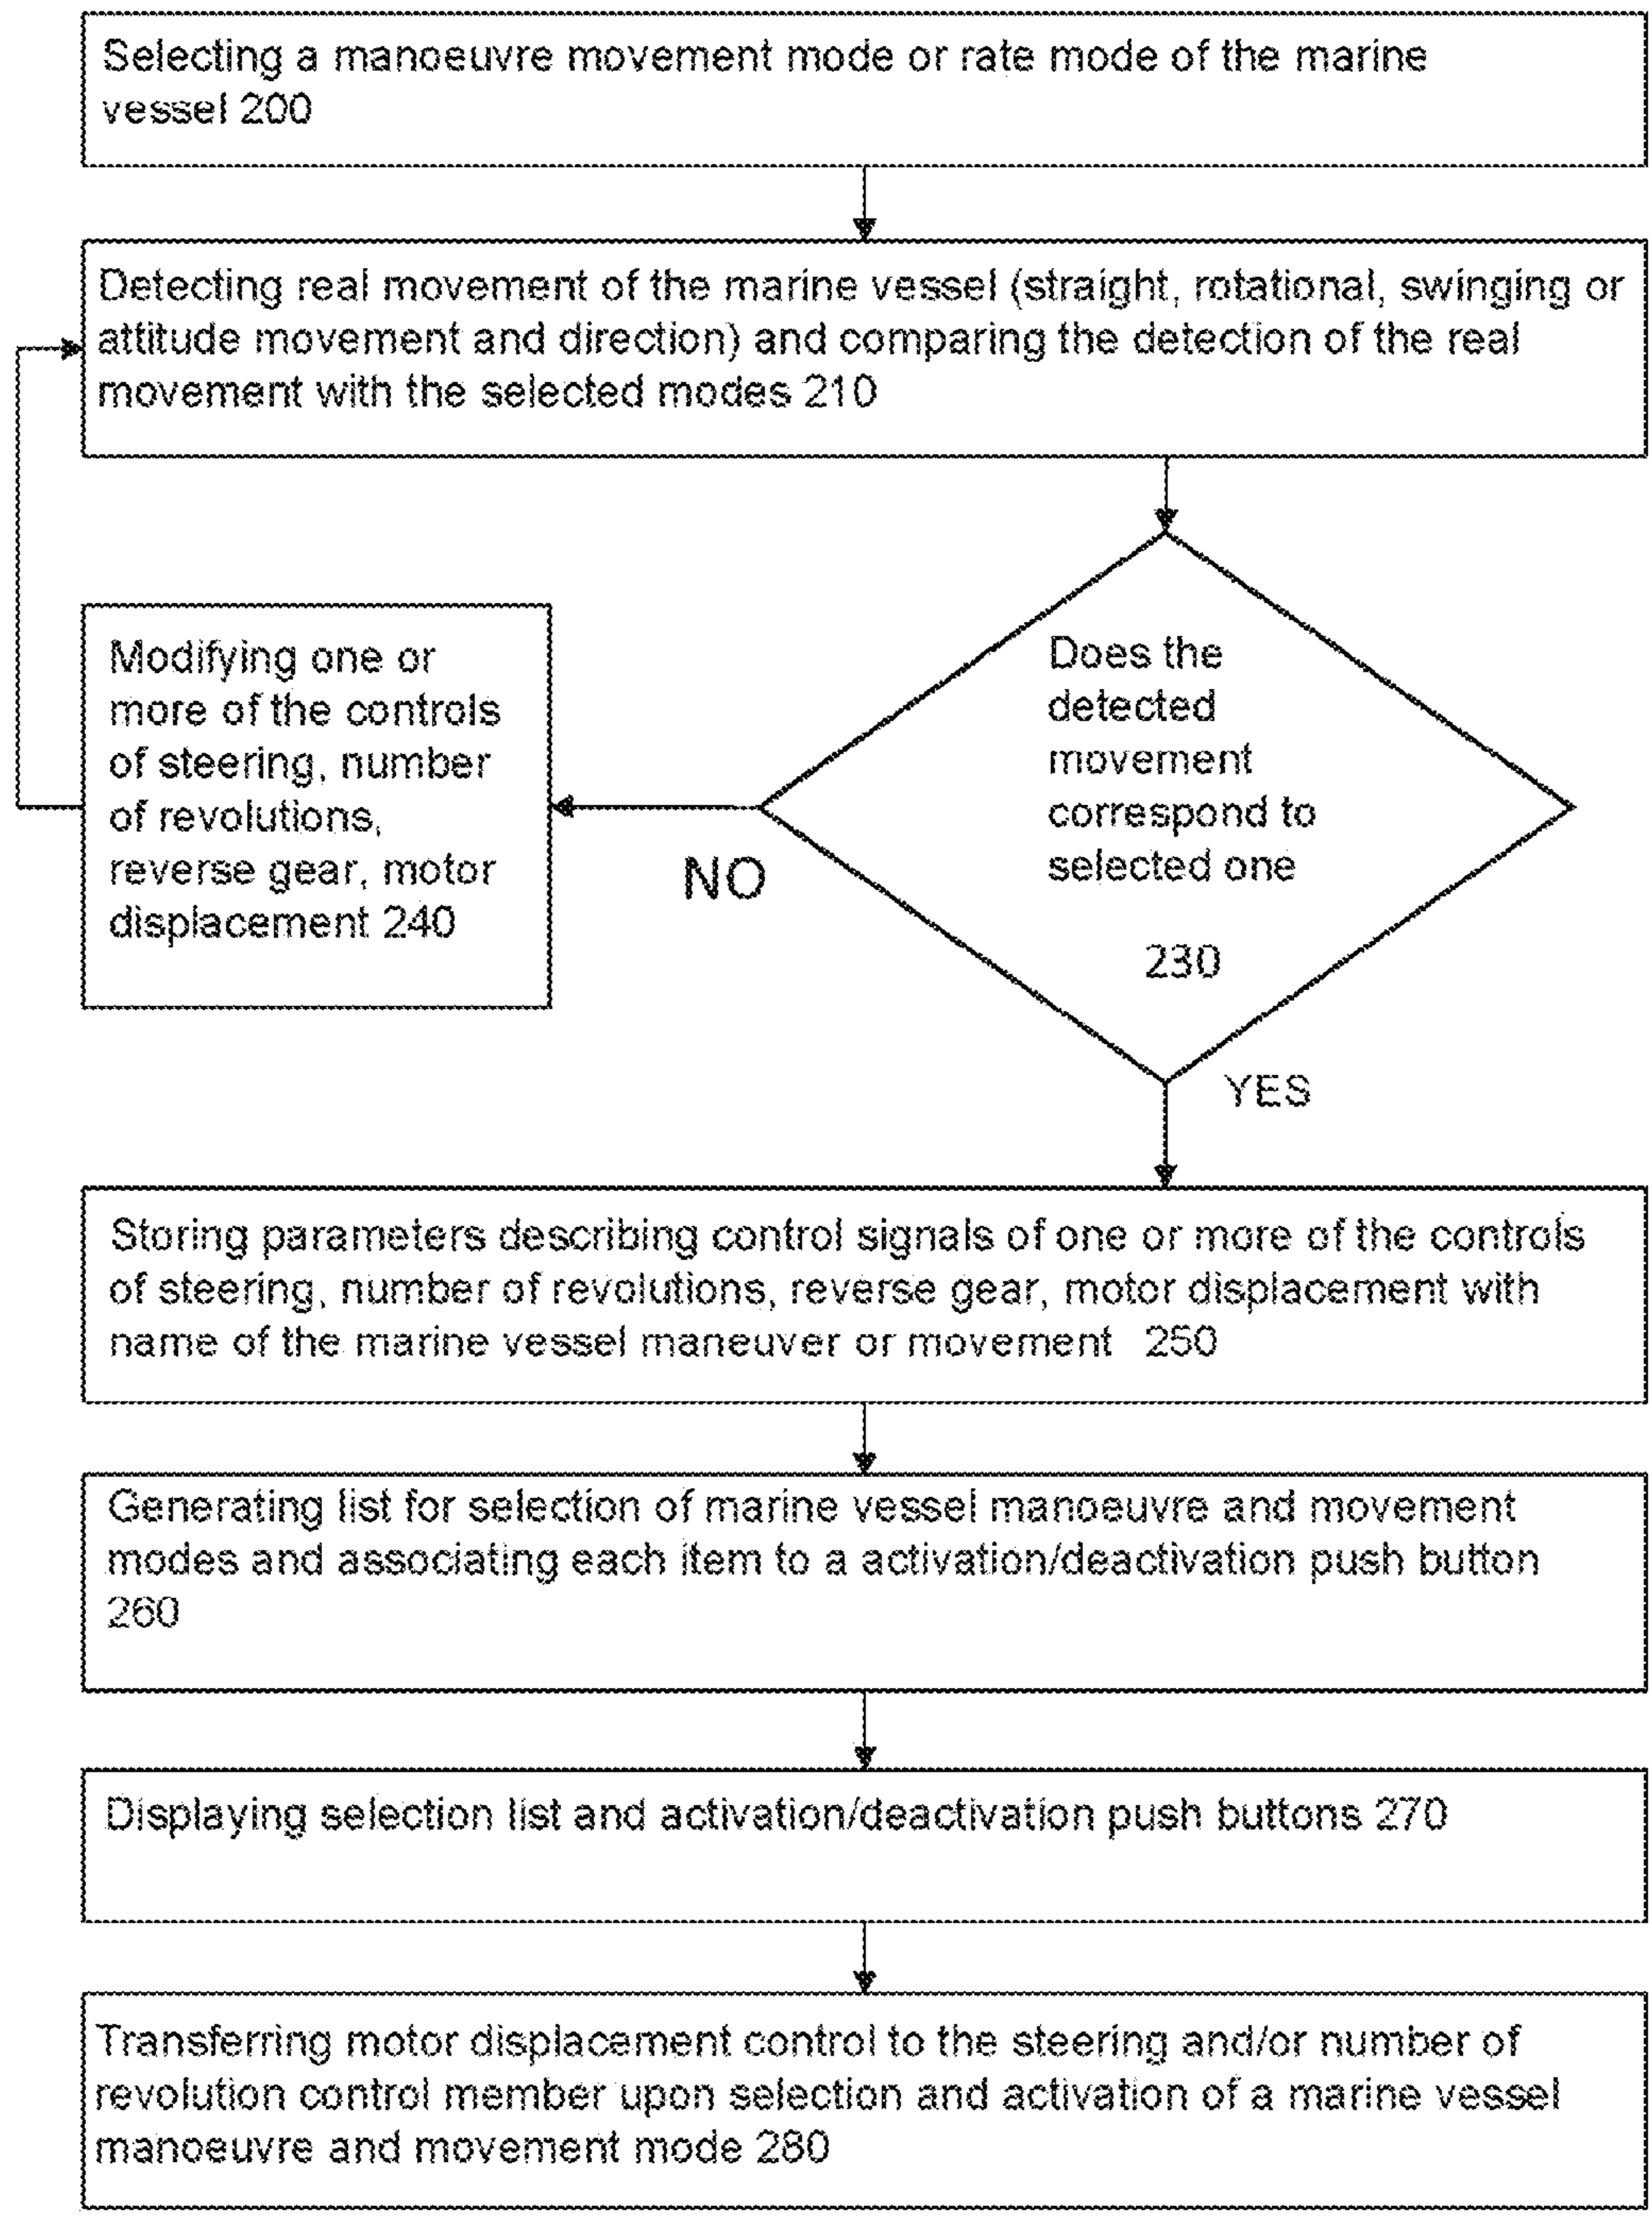 Selecting a manoeuvre movement mode or rate mode of the marine
vessel 200
Detecting real movement of the marine vessel (straight, rotational, swinging or
attitude movement and direction) and comparing the detection of the real
movement with the selected modes 210
Does the
detected
movement
correspond to
selected one
230
Modifying one or
more of the controls
of steering, number
of revolutions,
reverse gear, motor
displacement 240
NO
YES
Storing parameters describing control signals of one or more of the controls
of steering, number of revolutions, reverse gear, motor displacement with
name of the marine vessel maneuver or movement 250
Generating list for selection of marine vessel manoeuvre and movement
modes and associating each item to a activation/deactivation push button
260
Displaying selection list and activation/deactivation push buttons 270
Transferring motor displacement control to the steering and/or number of
revolution control member upon selection and activation of a marine vessel
manoeuvre and movement mode 280